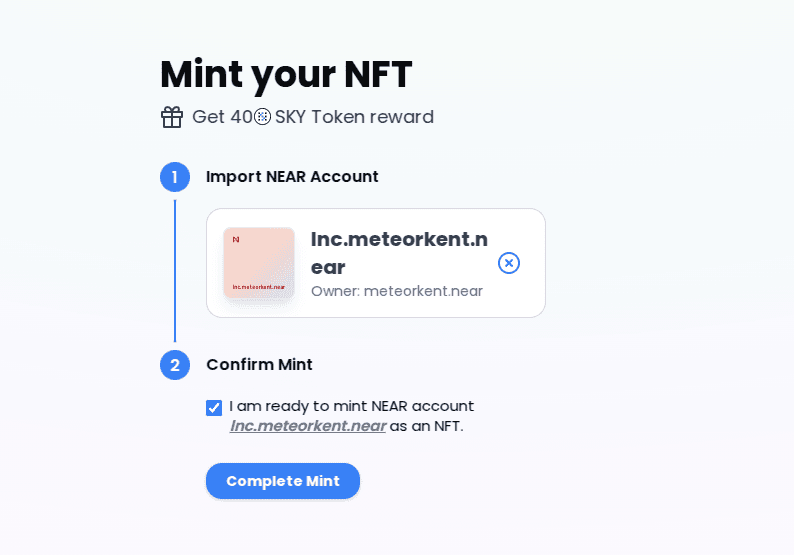 Mint your NFT
Get 40 SKY Token reward
1 Import NEAR Account
N
lnc.meteorkent.near
lnc.meteorkent.n
ear
Owner: meteorkent.near
2 Confirm Mint
I am ready to mint NEAR account
lnc.meteorkent.near as an NFT.
Complete Mint